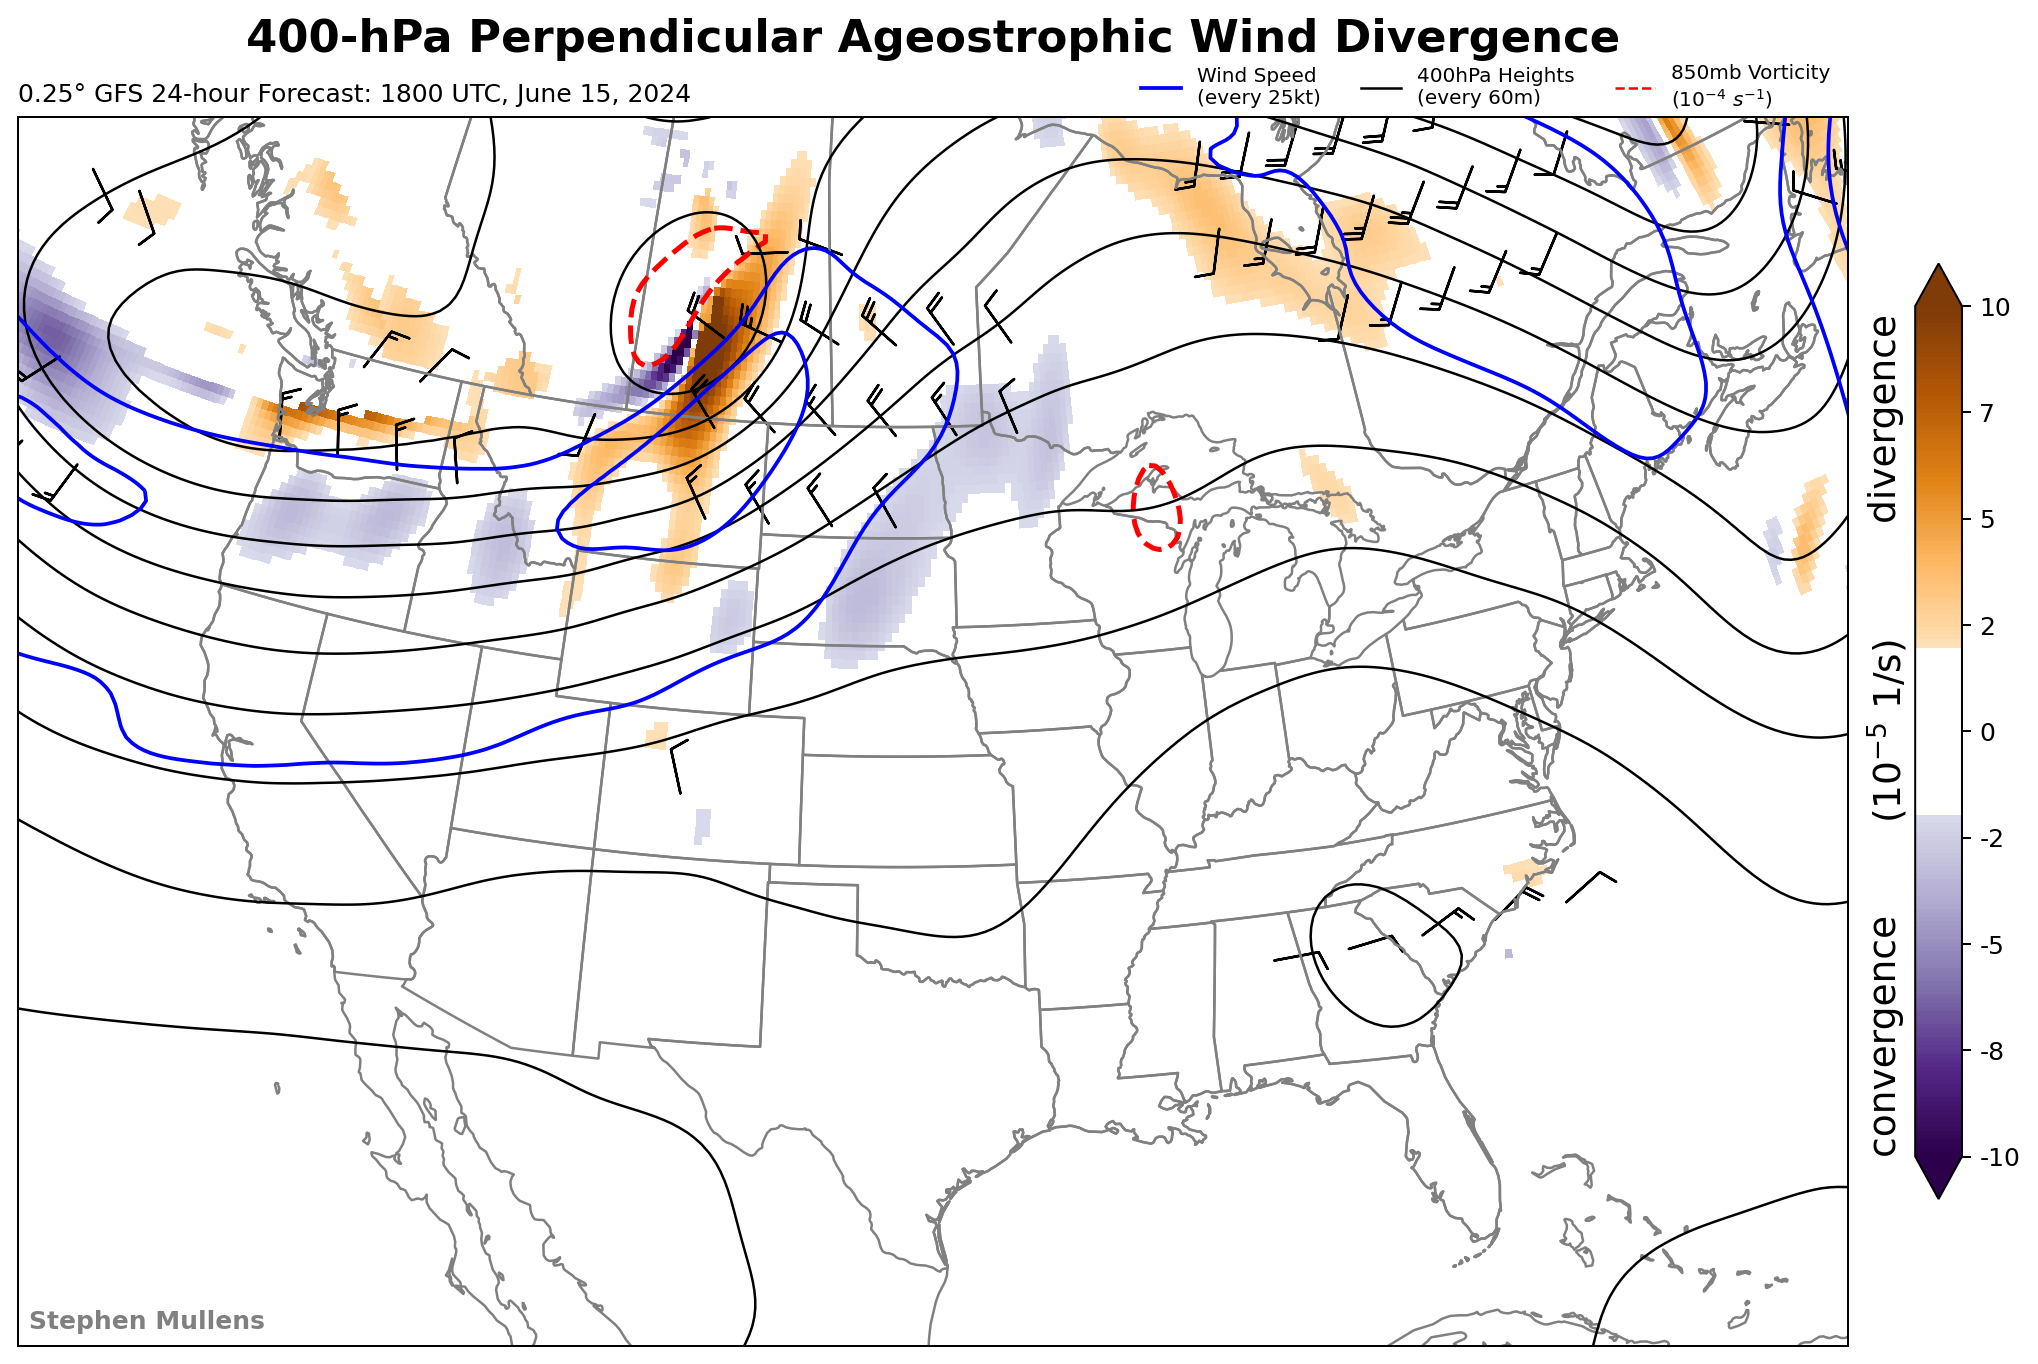 400-hPa Perpendicular Ageostrophic Wind Divergence
0.25° GFS 24-hour Forecast: 1800 UTC, June 15, 2024
Wind Speed
(every 25kt)
400hPa Heights
(every 60m)
850mb Vorticity
(10⁻⁴ s⁻¹)
10
7
5
2
0
-2
-5
-8
-10
convergence (10⁻⁵ 1/s) divergence
Stephen Mullens